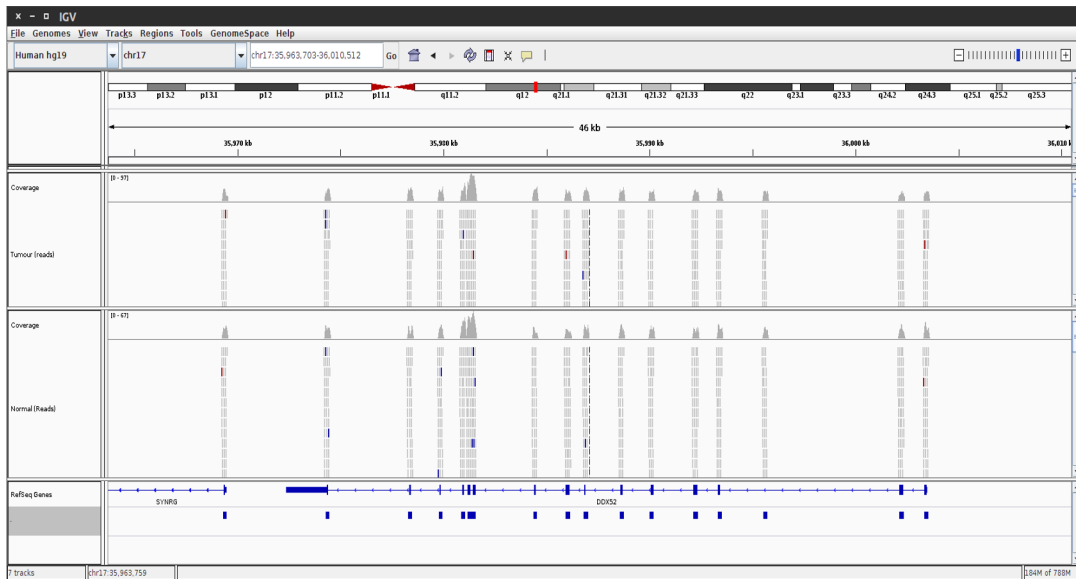 x – □ IGV
File Genomes View Tracks Regions Tools GenomeSpace Help
Human hg19 chr17 chr17:35,963,703-36,010,512 Go
p13.3 p13.2 p13.1 p12 p11.2 p11.1 q11.2 q12 q21.1 q21.31 q21.32 q21.33 q22 q23.1 q23.3 q24.2 q24.3 q25.1 q25.2 q25.3
46 kb
35,970 kb 35,980 kb 35,990 kb 36,000 kb 36,010 k
Coverage [0 - 57]
Tumour (reads)
Coverage [0 - 67]
Normal (Reads)
RefSeq Genes
SYNRG DDX52
7 tracks chr17:35,963,759 184M of 788M